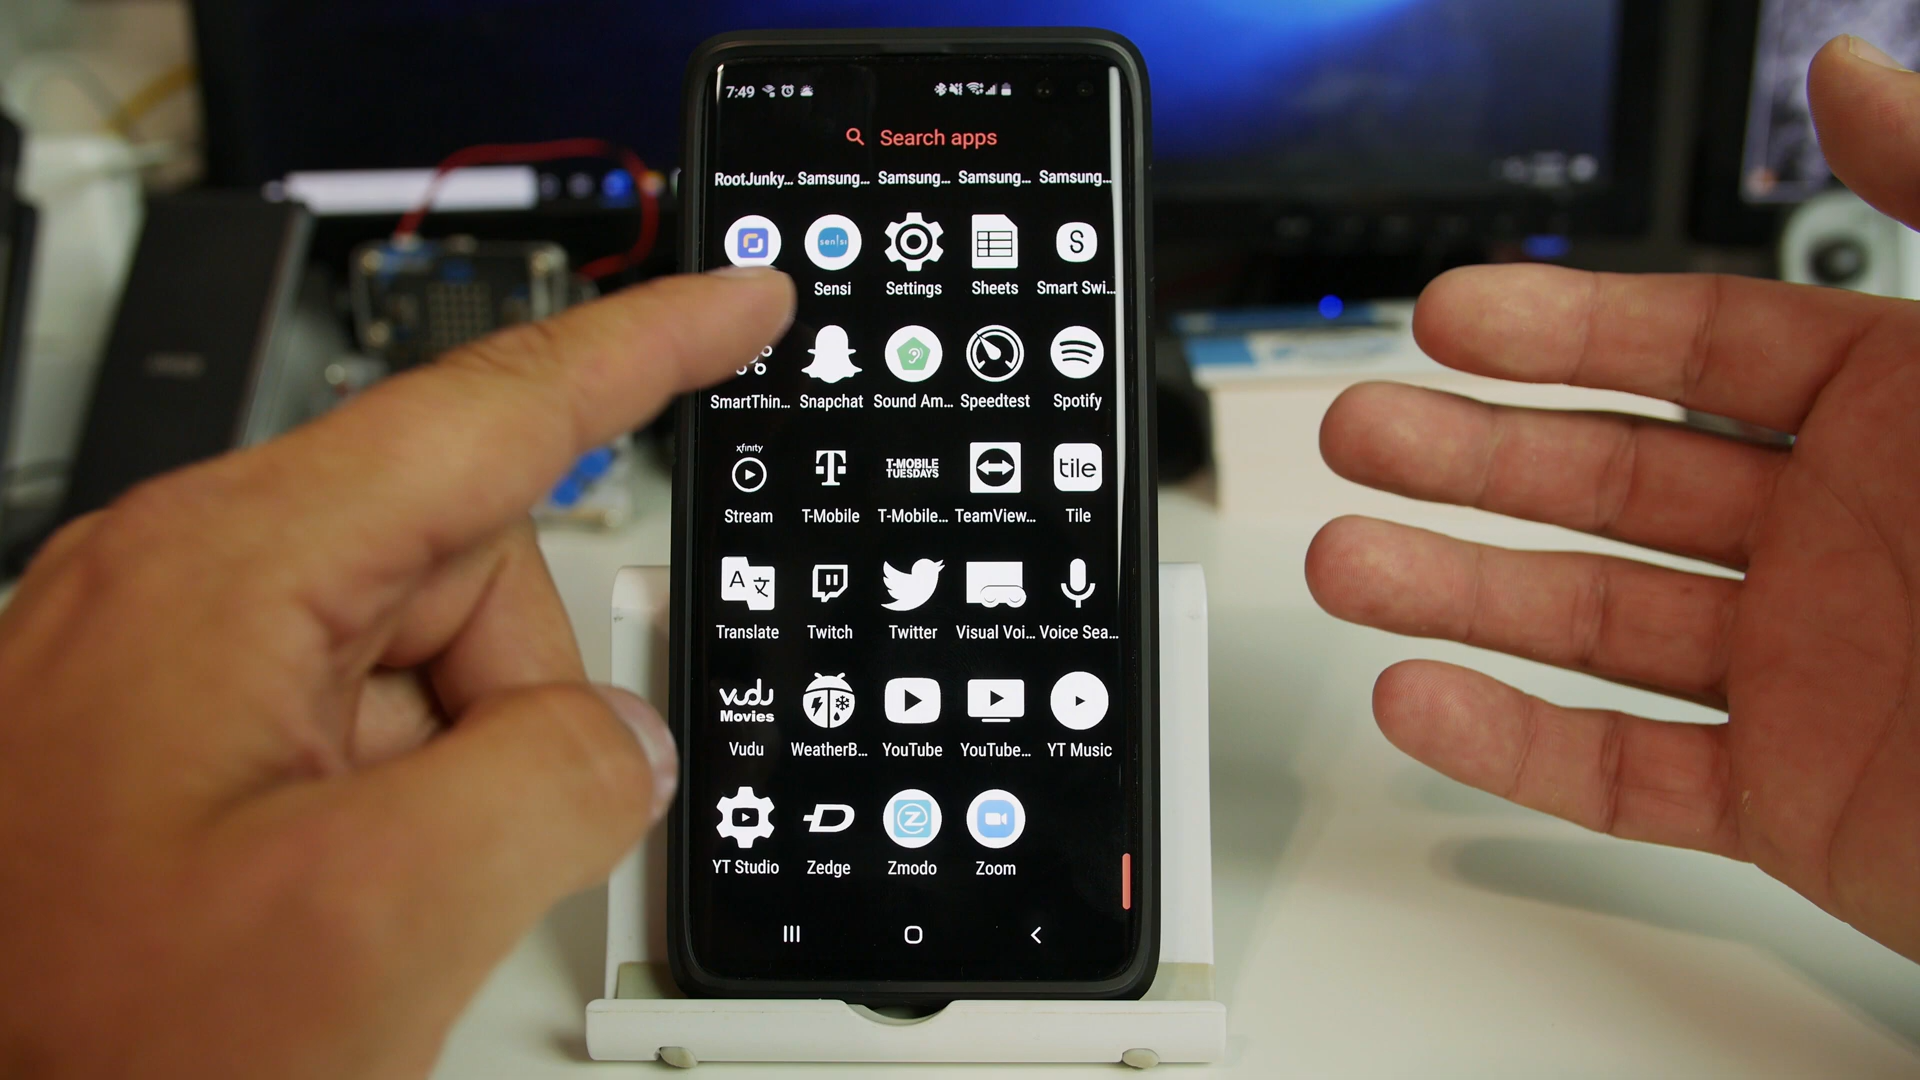 7:49
Search apps
RootJunky... Samsung... Samsung... Samsung... Samsung...
sensi S
Sensi Settings Sheets Smart Swi...
SmartThin... Snapchat Sound Am... Speedtest Spotify
xfinity T T-MOBILE TUESDAYS tile
Stream T-Mobile T-Mobile... TeamView... Tile
A 文
Translate Twitch Twitter Visual Voi... Voice Sea...
vudu Movies
Vudu WeatherB... YouTube YouTube... YT Music
YT Studio Zedge Zmodo Zoom